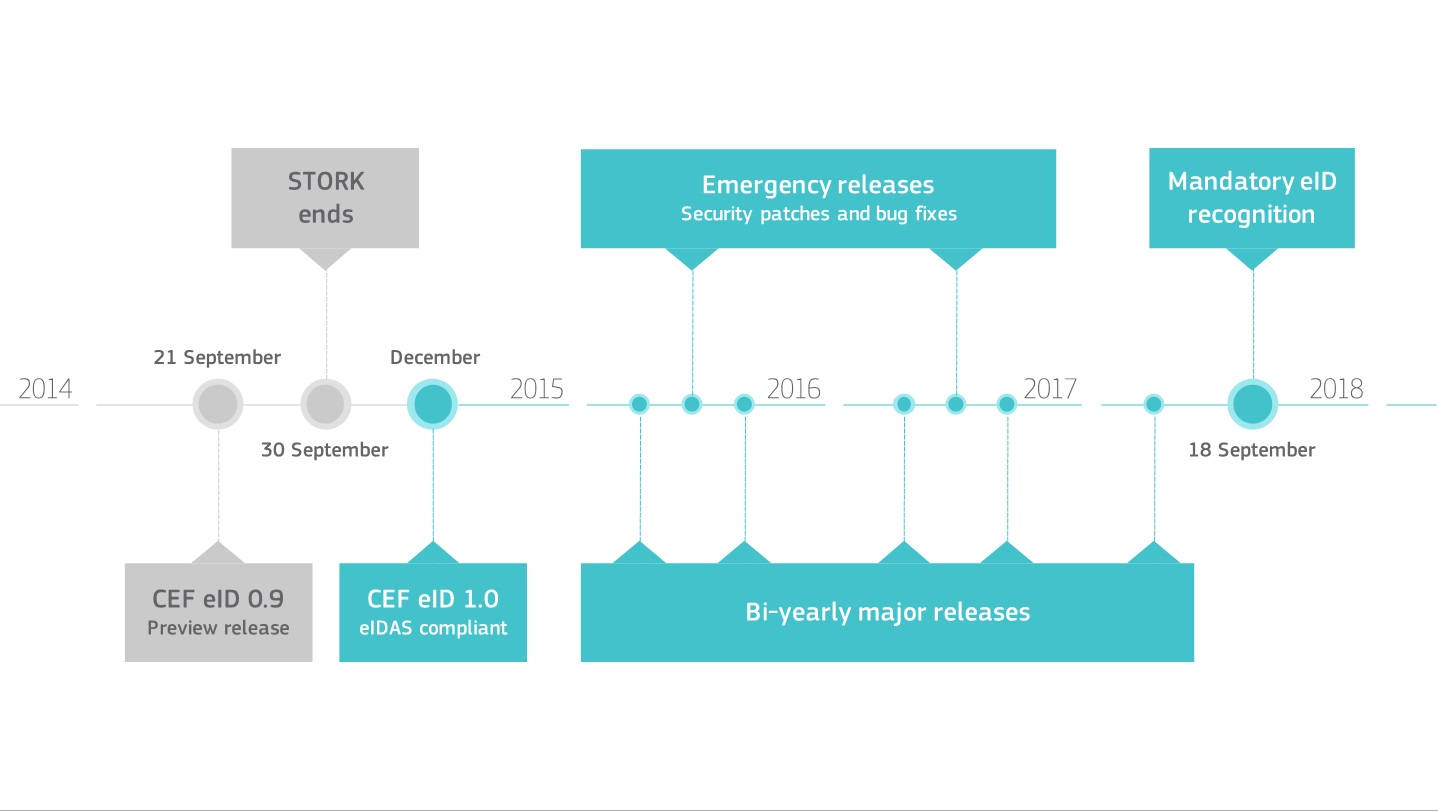 STORK
ends
Emergency releases
Security patches and bug fixes
Mandatory eID
recognition
21 September
December
2014
2015
2016
2017
2018
30 September
18 September
CEF eID 0.9
Preview release
CEF eID 1.0
eIDAS compliant
Bi-yearly major releases